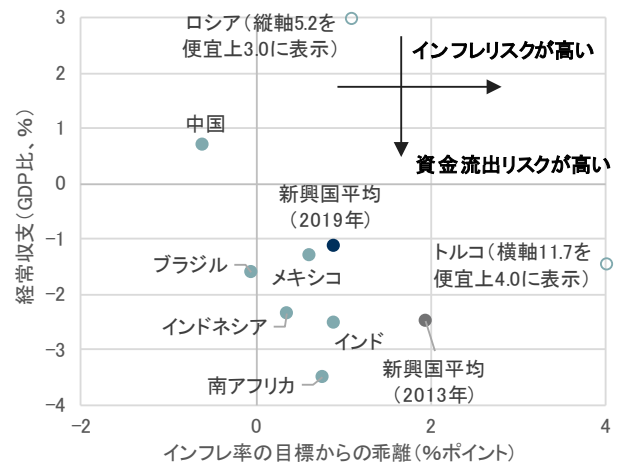 ロシア（縦軸5.2を
便宜上3.0に表示）
インフレリスクが高い
中国
資金流出リスクが高い
新興国平均
（2019年）
トルコ（横軸11.7を
便宜上4.0に表示）
ブラジル
メキシコ
インドネシア
インド
新興国平均
（2013年）
南アフリカ
3
2
1
0
−1
−2
−3
−4
−2
0
2
4
経常収支（GDP比、%）
インフレ率の目標からの乖離（%ポイント）